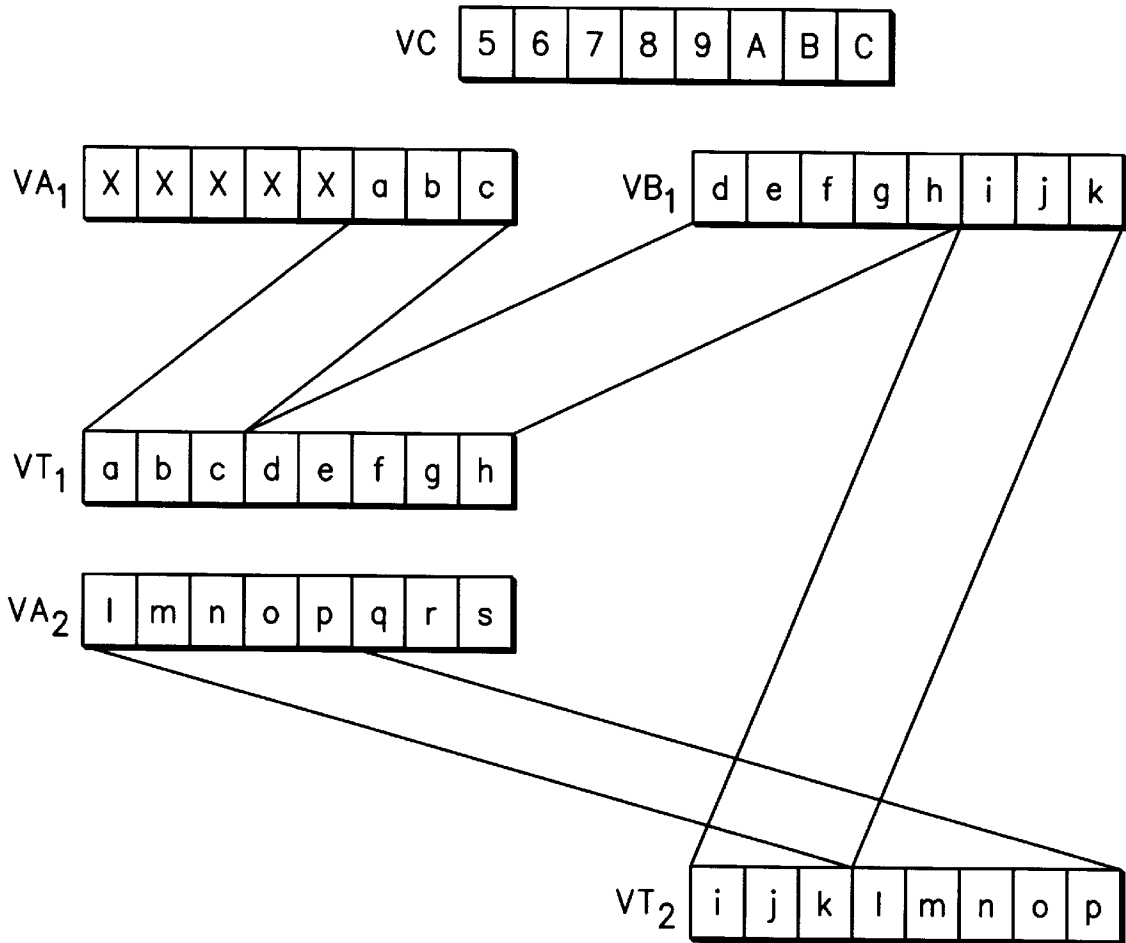 VC 5 6 7 8 9 A B C
VA1 X X X X X a b c
VB1 d e f g h i j k
VT1 a b c d e f g h
VA2 l m n o p q r s
VT2 i j k l m n o p